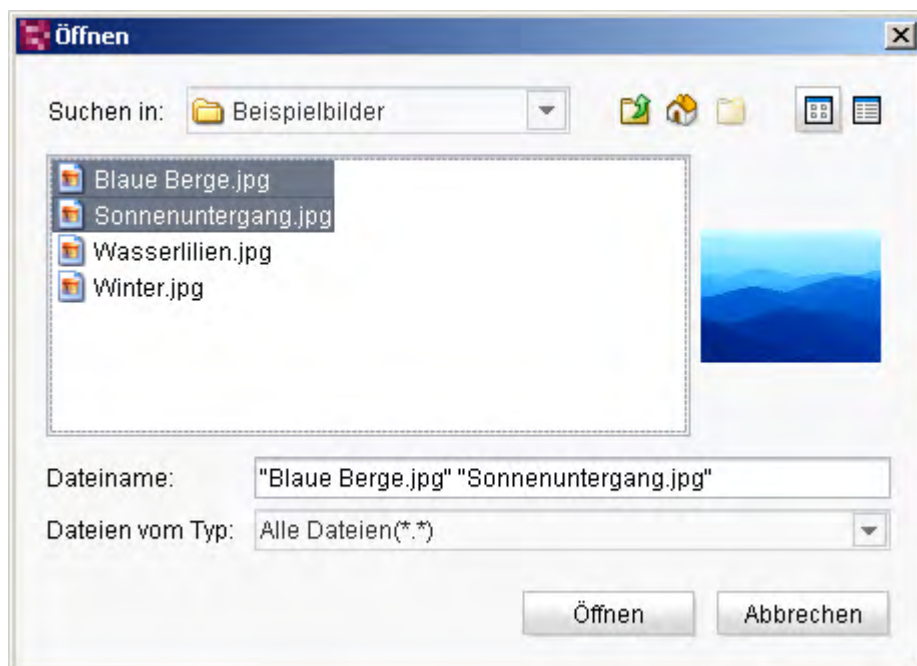 Öffnen
Suchen in: Beispielbilder
Blaue Berge.jpg
Sonnenuntergang.jpg
Wasserlilien.jpg
Winter.jpg
Dateiname: "Blaue Berge.jpg" "Sonnenuntergang.jpg"
Dateien vom Typ: Alle Dateien(*.*)
Öffnen Abbrechen